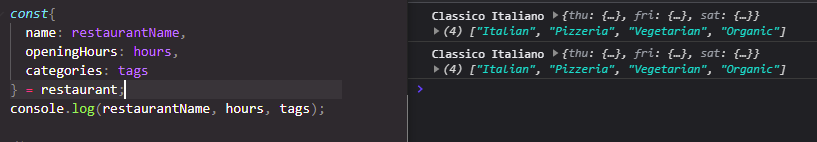 const{
name: restaurantName,
openingHours: hours,
categories: tags
} = restaurant;
console.log(restaurantName, hours, tags);
Classico Italiano ▶{thu: {…}, fri: {…}, sat: {…}}
▶(4) ["Italian", "Pizzeria", "Vegetarian", "Organic"]
Classico Italiano ▶{thu: {…}, fri: {…}, sat: {…}}
▶(4) ["Italian", "Pizzeria", "Vegetarian", "Organic"]
>